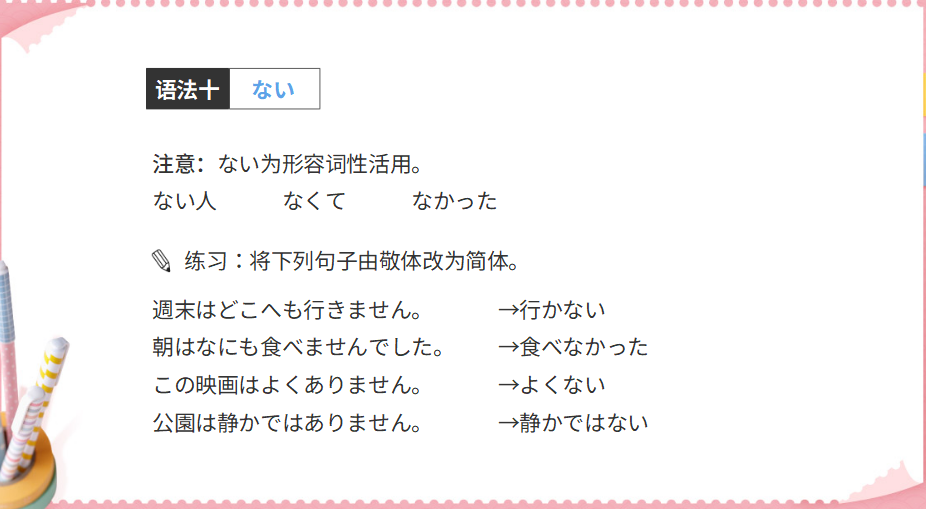 语法十 ない
注意：ない为形容词性活用。
ない人 なくて なかった
练习：将下列句子由敬体改为简体。
週末はどこへも行きません。 →行かない
朝はなにも食べませんでした。 →食べなかった
この映画はよくありません。 →よくない
公園は静かではありません。 →静かではない